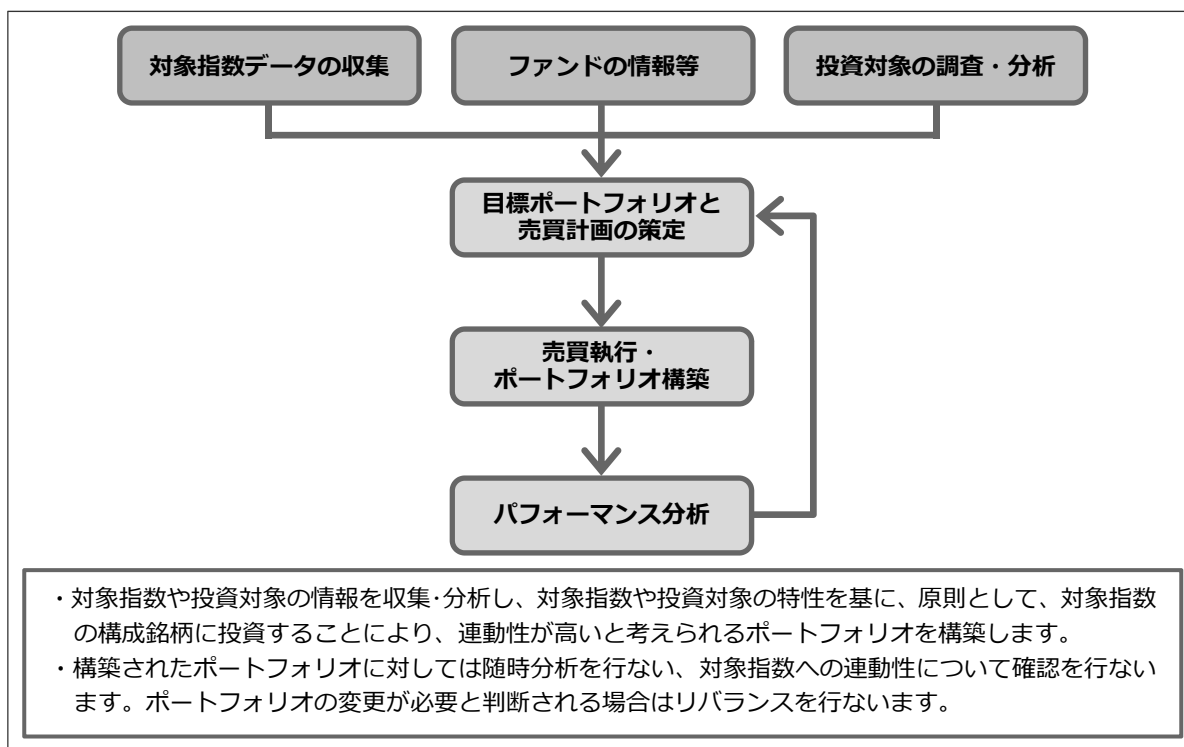 対象指数データの収集
ファンドの情報等
投資対象の調査・分析
目標ポートフォリオと
売買計画の策定
売買執行・
ポートフォリオ構築
パフォーマンス分析
・対象指数や投資対象の情報を収集･分析し、対象指数や投資対象の特性を基に、原則として、対象指数
の構成銘柄に投資することにより、連動性が高いと考えられるポートフォリオを構築します。
・構築されたポートフォリオに対しては随時分析を行ない、対象指数への連動性について確認を行ない
ます。ポートフォリオの変更が必要と判断される場合はリバランスを行ないます。